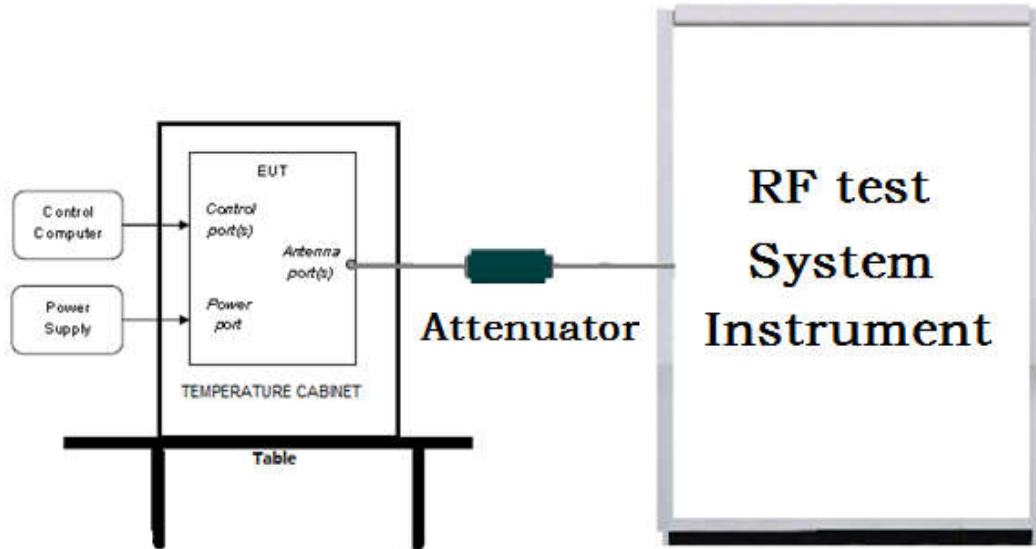 Control
Computer
Power
Supply
EUT
Control
port(s)
Antenna
port(s)
Power
port
TEMPERATURE CABINET
Table
Attenuator
RF test
System
Instrument